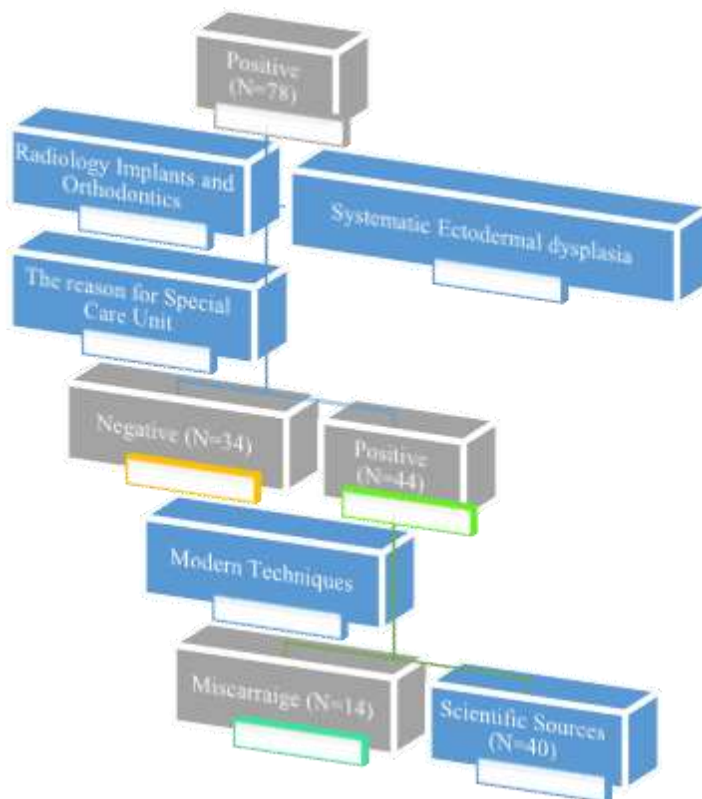 Positive
(N=78)
Radiology Implants and
Orthodontics
Systematic Ectodermal dysplasia
The reason for Special
Care Unit
Negative (N=34)
Positive
(N=44)
Modern Techniques
Miscarraige (N=14)
Scientific Sources
(N=40)